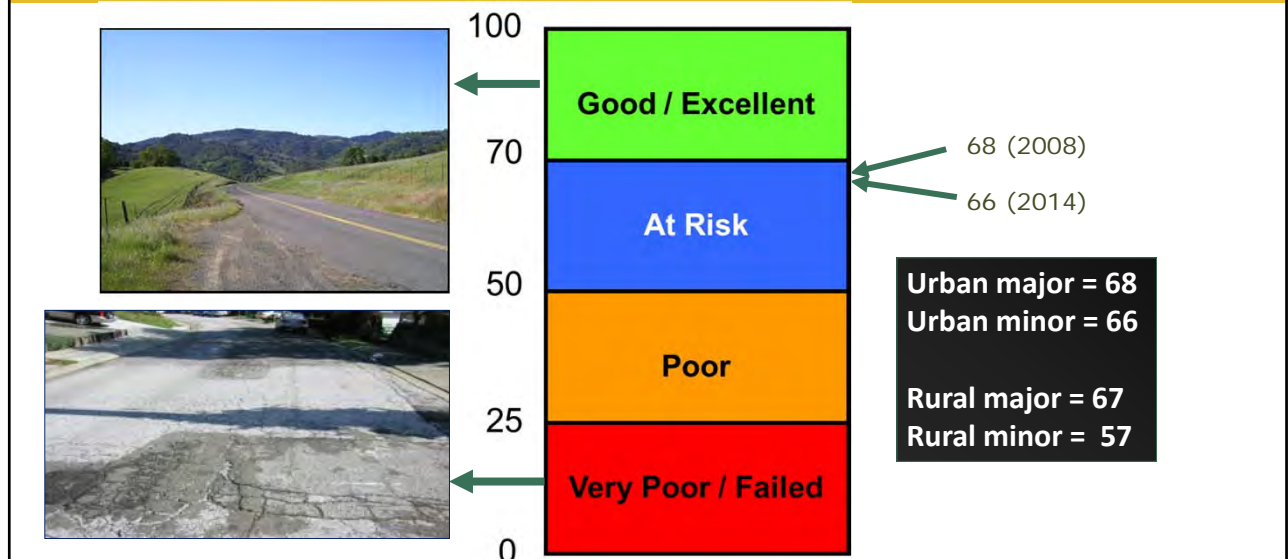 100
Good / Excellent
70
68 (2008)
66 (2014)
At Risk
50
Urban major = 68
Urban minor = 66
Poor
Rural major = 67
Rural minor = 57
25
Very Poor / Failed
0